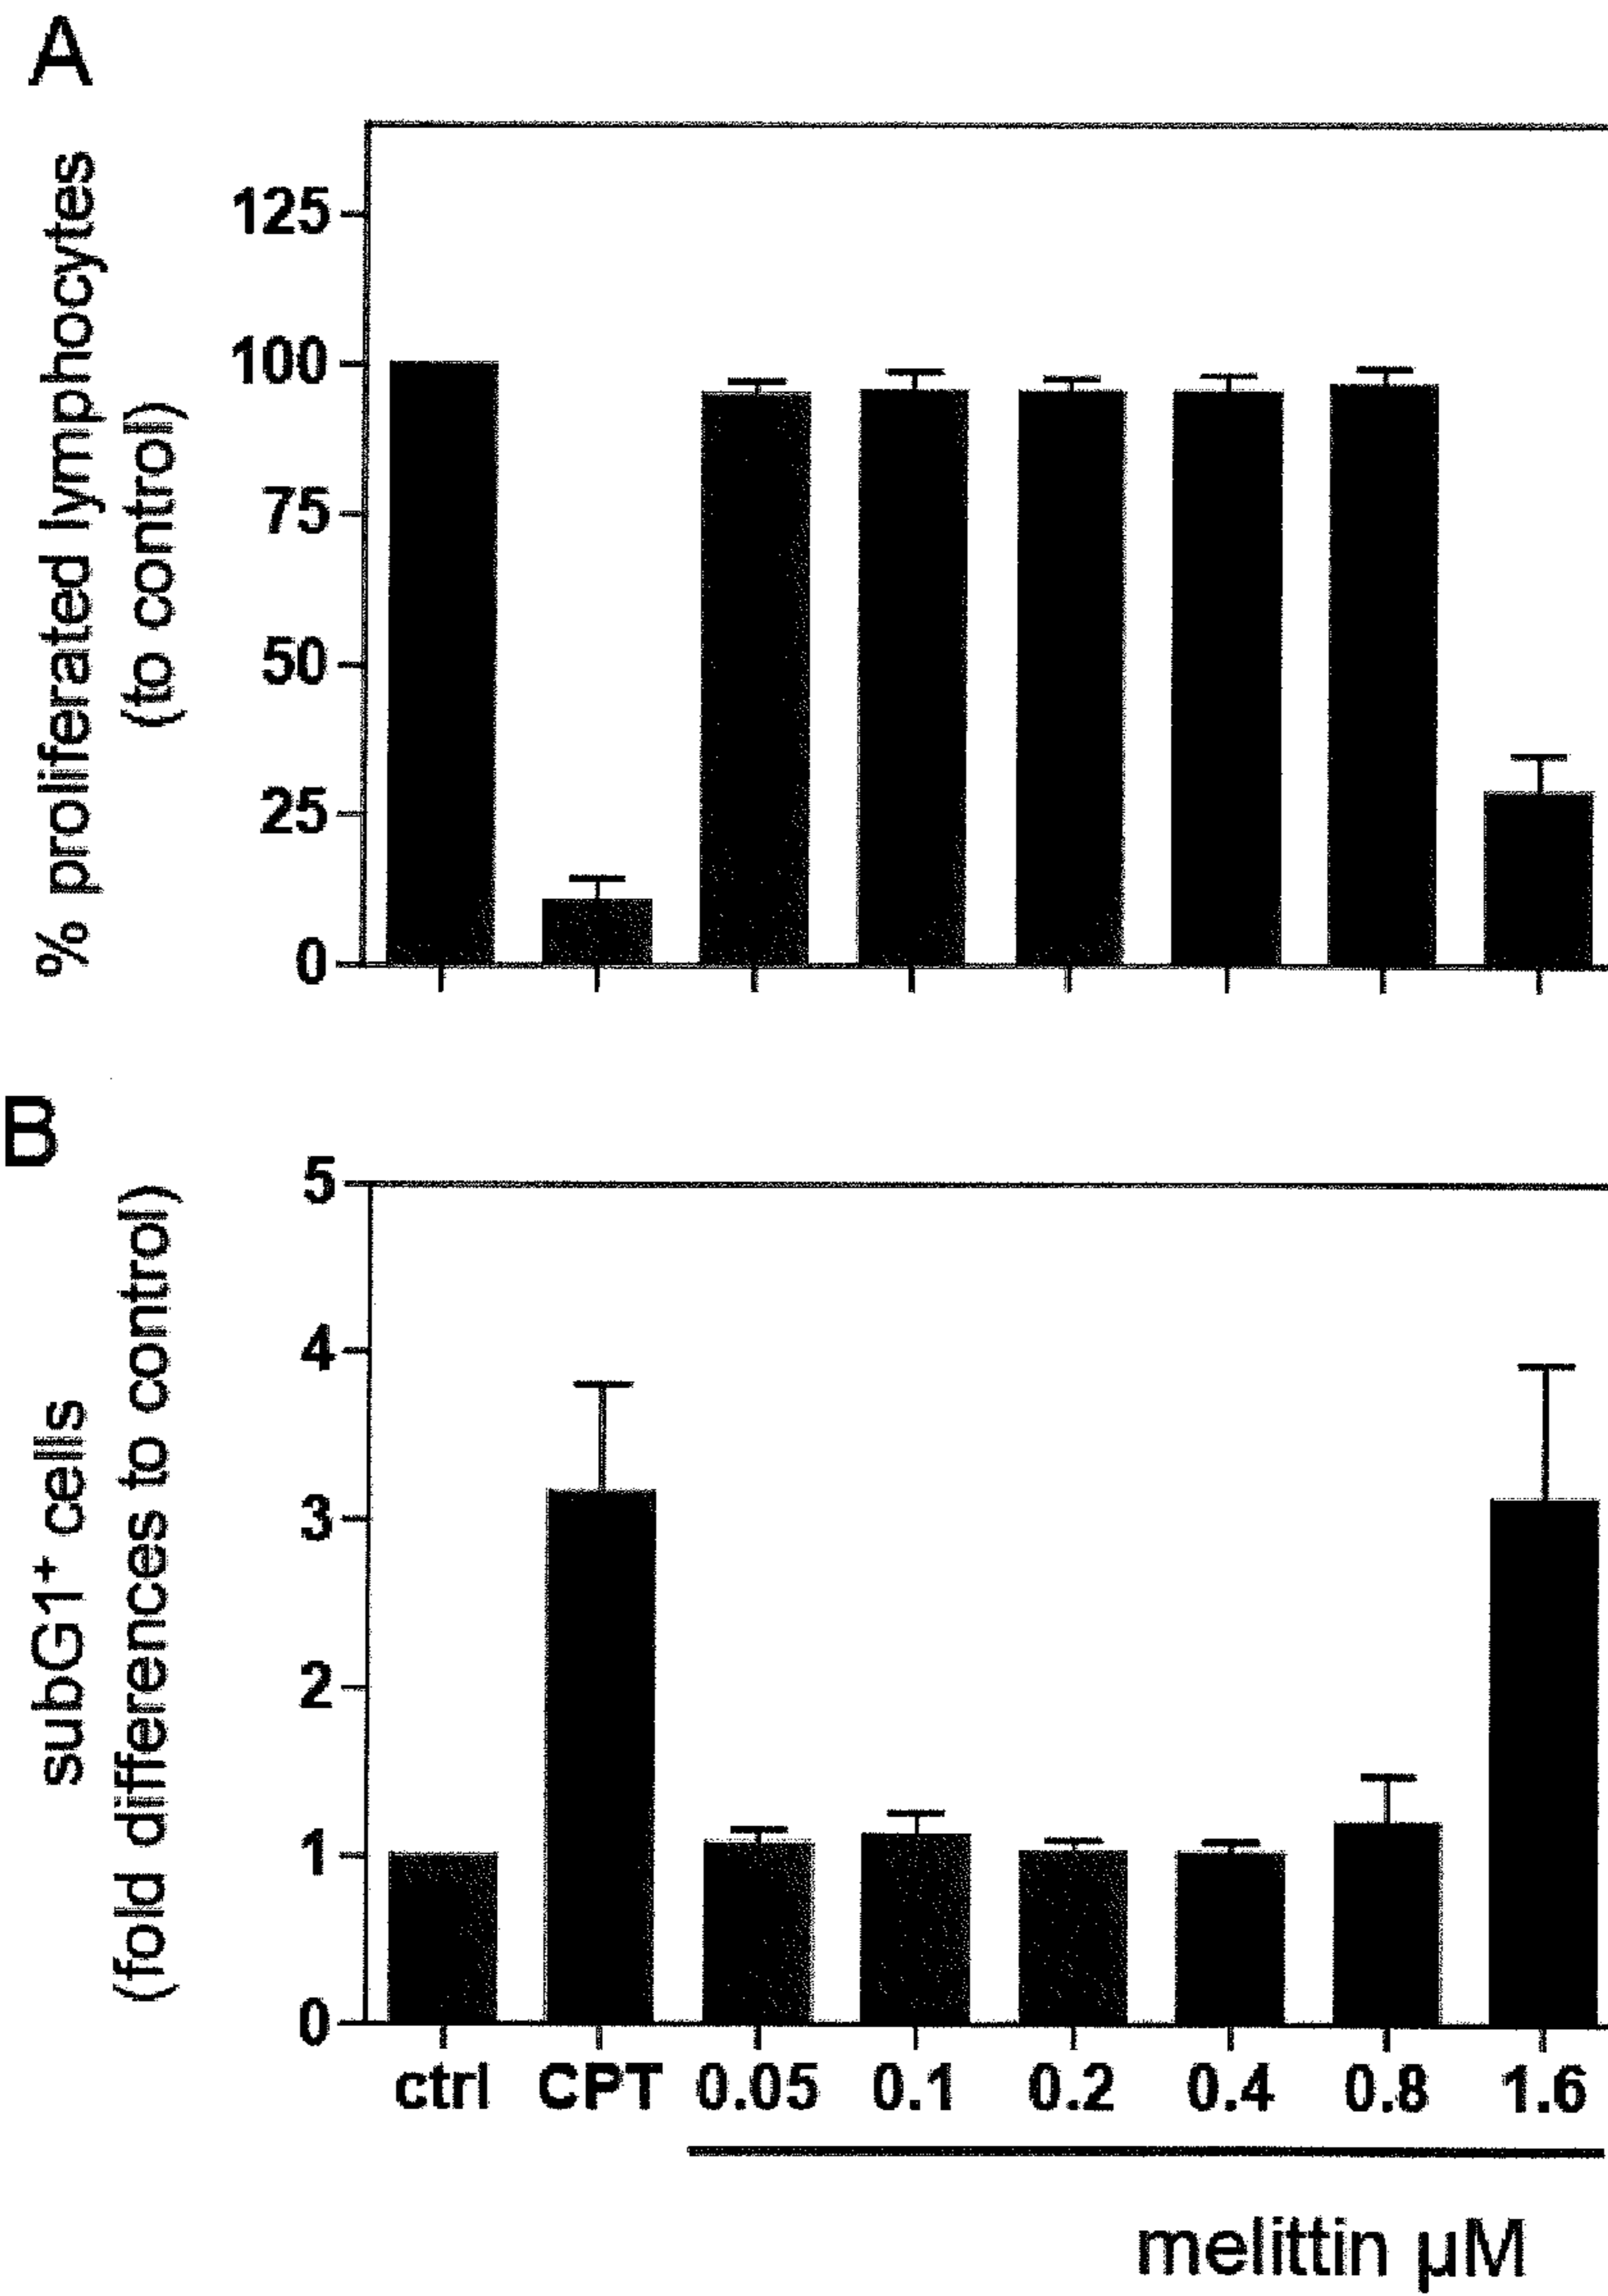 A
% proliferated lymphocytes
(to control)
125
100
75
50
25
0
B
subG1⁺ cells
(fold differences to control)
5
4
3
2
1
0
ctrl CPT 0.05 0.1 0.2 0.4 0.8 1.6
melittin µM